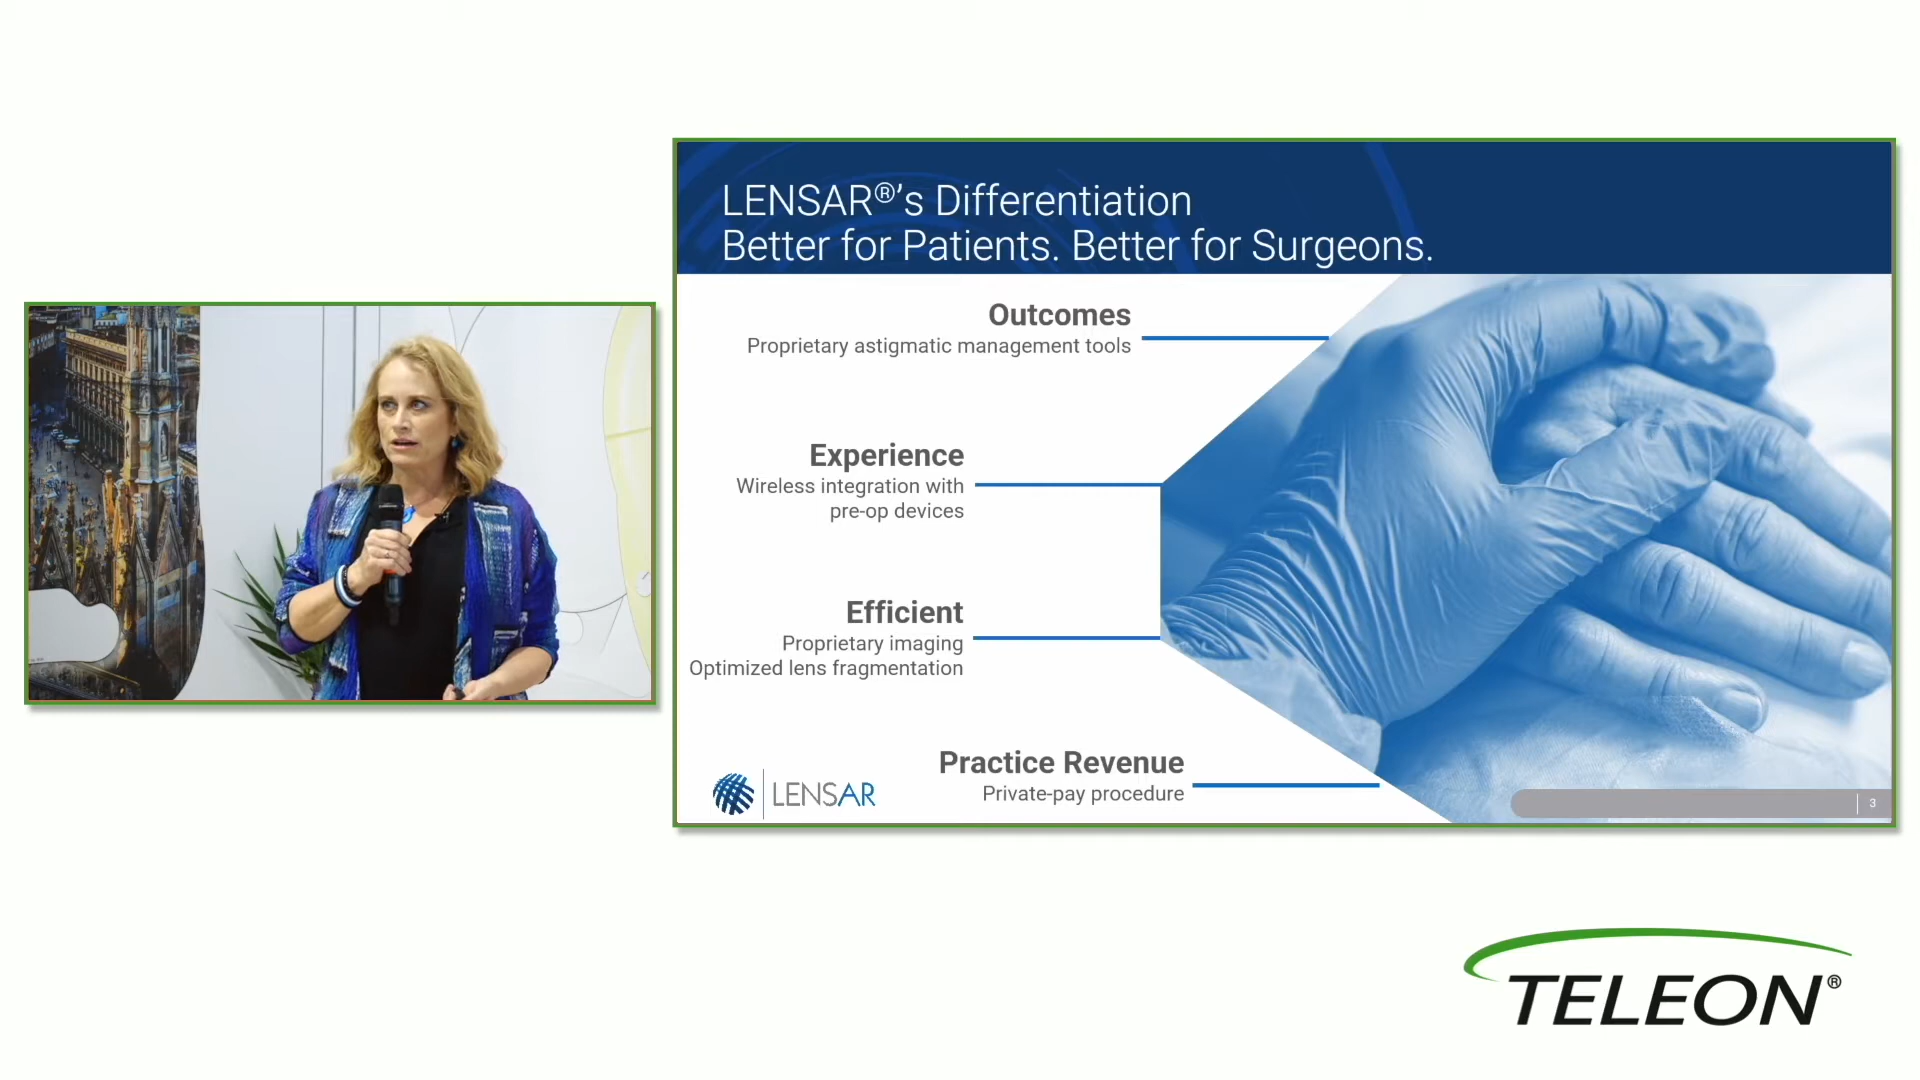 LENSAR®'s Differentiation
Better for Patients. Better for Surgeons.
Outcomes
Proprietary astigmatic management tools
Experience
Wireless integration with
pre-op devices
Efficient
Proprietary imaging
Optimized lens fragmentation
Practice Revenue
Private-pay procedure
LENSAR
3
TELEON®